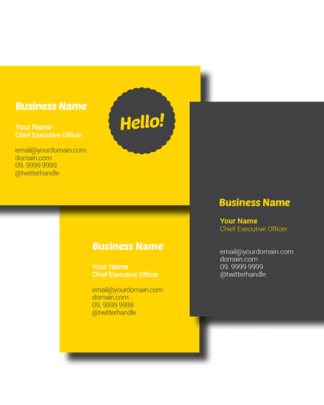 Business Name
Hello!
Your Name
Chief Executive Officer
email@yourdomain.com
domain.com
09. 9999 9999
@twitterhandle
Business Name
Your Name
Chief Executive Officer
email@yourdomain.com
domain.com
09. 9999 9999
@twitterhandle
Business Name
Your Name
Chief Executive Officer
email@yourdomain.com
domain.com
09. 9999 9999
@twitterhandle